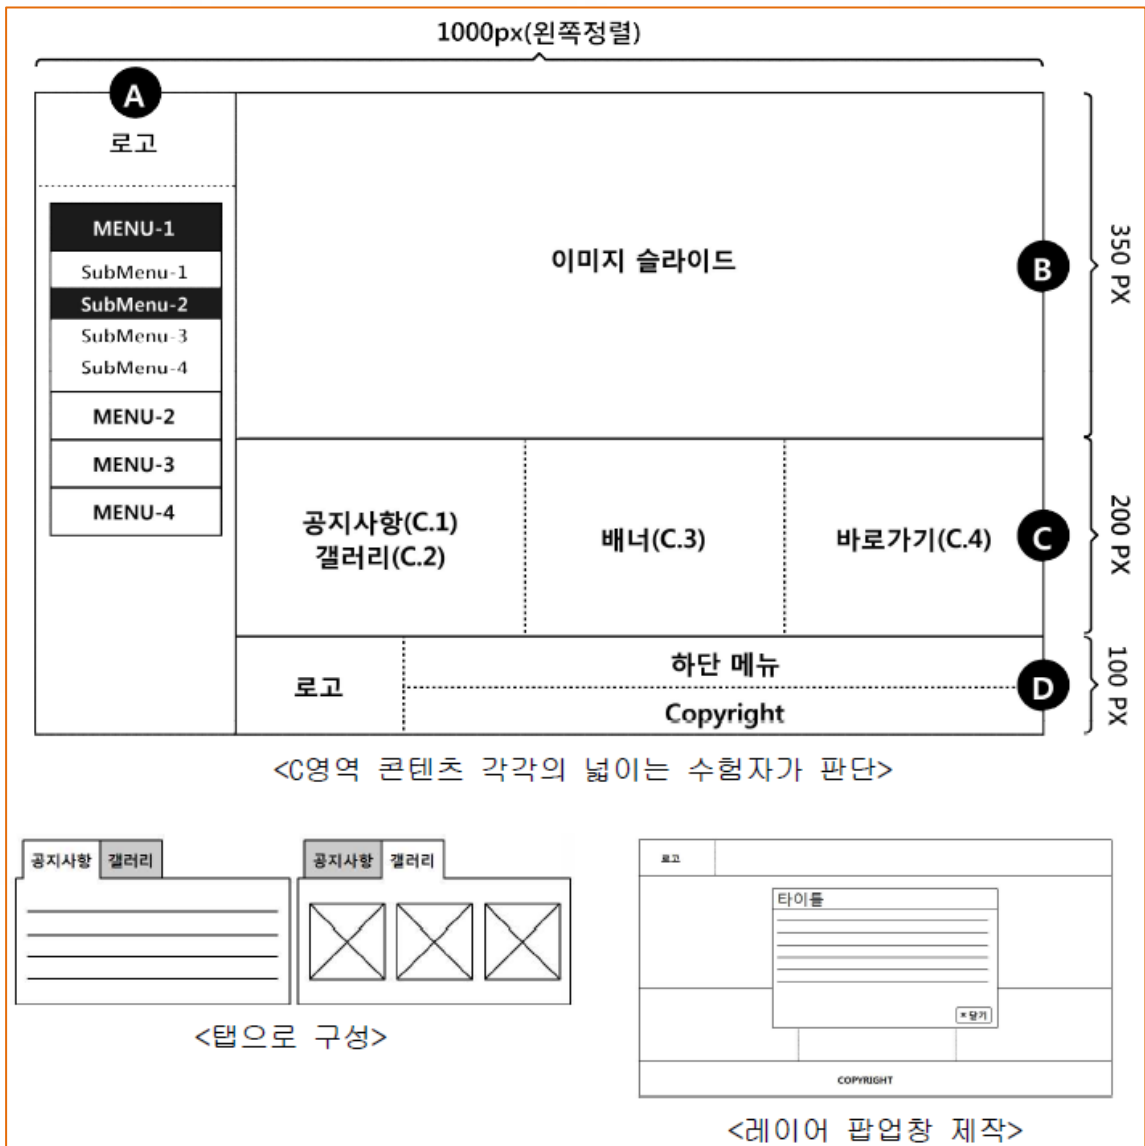 1000px(왼쪽정렬)
A
로고
MENU-1
SubMenu-1
SubMenu-2
SubMenu-3
SubMenu-4
MENU-2
MENU-3
MENU-4
이미지 슬라이드
B
350 PX
공지사항(C.1)
갤러리(C.2)
배너(C.3)
바로가기(C.4)
C
200 PX
로고
하단 메뉴
Copyright
D
100 PX
<C영역 콘텐츠 각각의 넓이는 수험자가 판단>
공지사항 갤러리
공지사항 갤러리
<탭으로 구성>
로고
타이틀
×닫기
COPYRIGHT
<레이어 팝업창 제작>